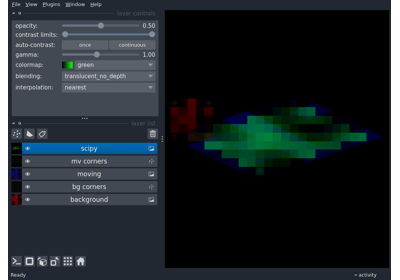 File View Plugins Window Help
layer controls
opacity: 0.50
contrast limits:
auto-contrast: once continuous
gamma: 1.00
colormap: green
blending: translucent_no_depth
interpolation: nearest
layer list
scipy
mv corners
moving
bg corners
background
Ready
activity